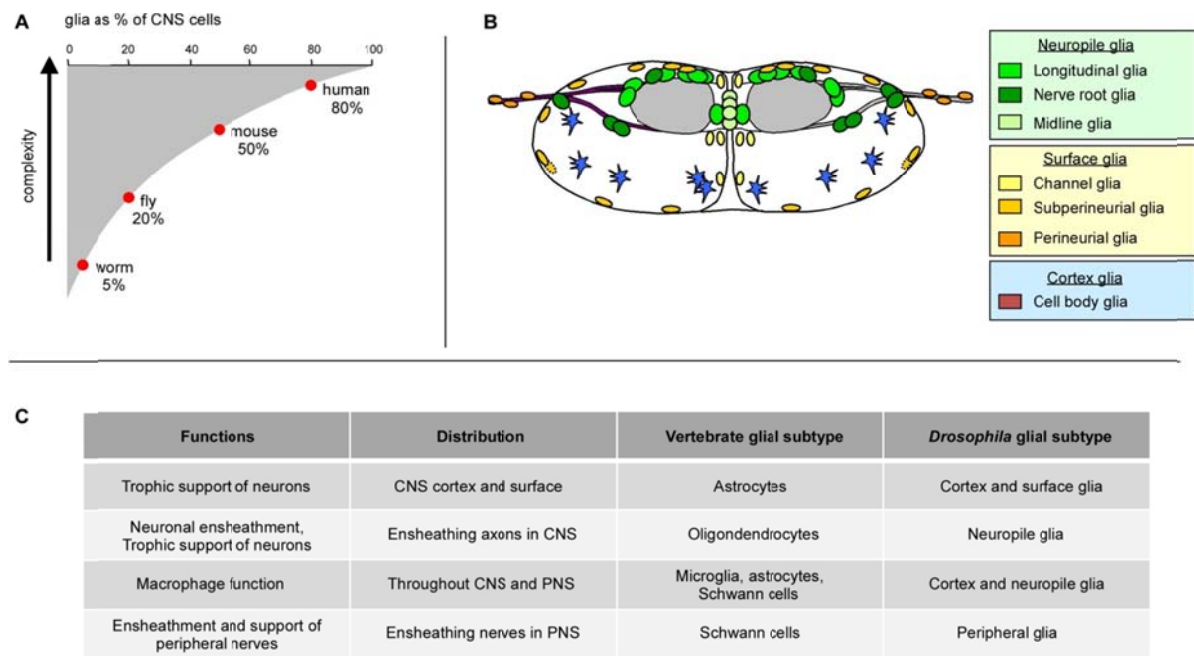 A
glia as % of CNS cells
0 20 40 60 80 100
complexity
human
80%
mouse
50%
fly
20%
worm
5%
B
Neuropile glia
Longitudinal glia
Nerve root glia
Midline glia
Surface glia
Channel glia
Subperineurial glia
Perineurial glia
Cortex glia
Cell body glia
C
Functions Distribution Vertebrate glial subtype Drosophila glial subtype
Trophic support of neurons CNS cortex and surface Astrocytes Cortex and surface glia
Neuronal ensheathment,
Trophic support of neurons Ensheathing axons in CNS Oligondendrocytes Neuropile glia
Macrophage function Throughout CNS and PNS Microglia, astrocytes,
Schwann cells Cortex and neuropile glia
Ensheathment and support of
peripheral nerves Ensheathing nerves in PNS Schwann cells Peripheral glia